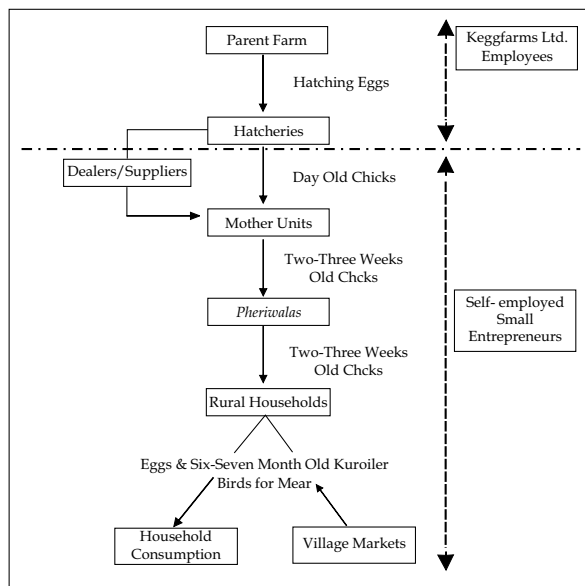 Parent Farm
Keggfarms Ltd.
Employees
Hatching Eggs
Hatcheries
Dealers/Suppliers
Day Old Chicks
Mother Units
Two-Three Weeks
Old Chcks
Pheriwalas
Self- employed
Small
Entrepreneurs
Two-Three Weeks
Old Chcks
Rural Households
Eggs & Six-Seven Month Old Kuroiler
Birds for Mear
Household
Consumption
Village Markets